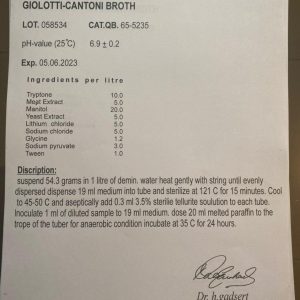 GIOLOTTI-CANTONI BROTH
LOT. 058534 CAT.QB. 65-5235
pH-value (25°C) 6.9 ± 0.2
Exp. 05.06.2023
Ingredients per litre
Tryptone 10.0
Meat Extract 5.0
Manitol 20.0
Yeast Extract 5.0
Lithium chloride 5.0
Sodium chloride 5.0
Glycine 1.2
Sodium pyruvate 3.0
Tween 1.0
Discription:
suspend 54.3 grams in 1 litre of demin. water heat gently with string until evenly
dispersed dispense 19 ml medium into tube and sterilize at 121 C for 15 minutes. Cool
to 45-50 C and aseptically add 0.3 ml 3.5% sterilie tellurite soulution to each tube.
Inoculate 1 ml of diluted sample to 19 ml medium. dose 20 ml melted paraffin to the
trope of the tuber for anaerobic condition incubate at 35 C for 24 hours.
Dr. h.gadsert